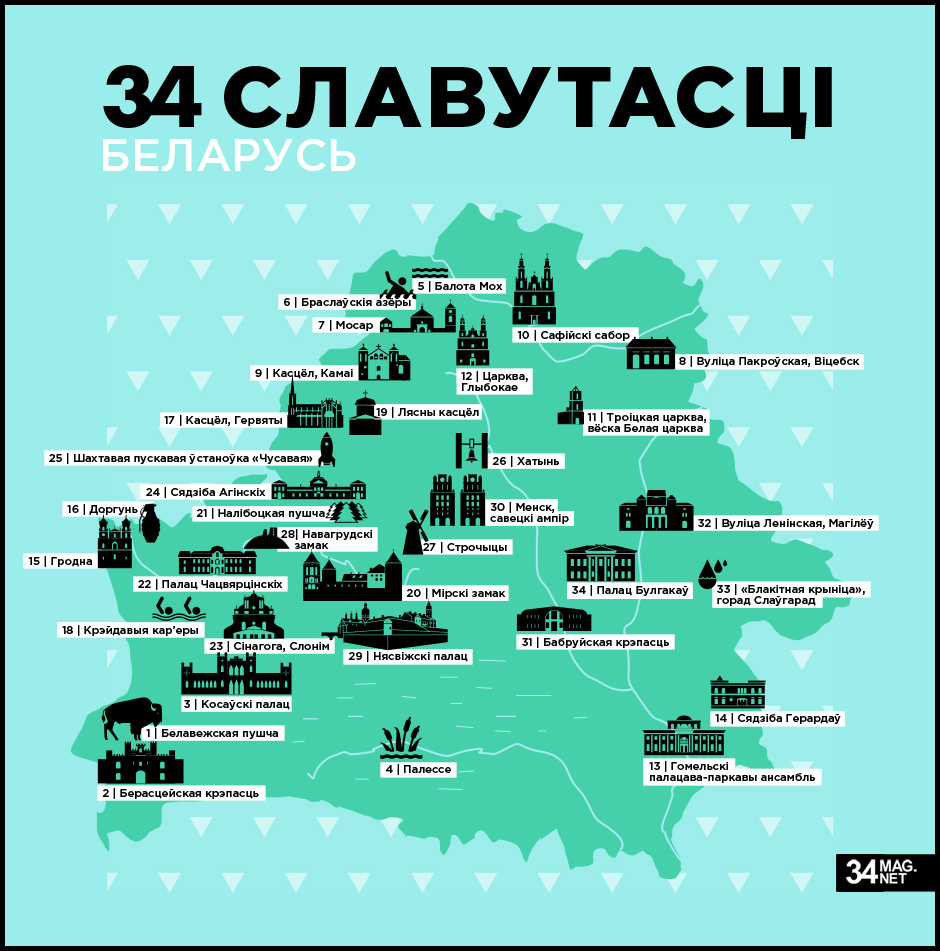 34 СЛАВУТАСЦІ
БЕЛАРУСЬ
5 | Балота Мох
6 | Браслаўскія азёры
7 | Мосар
10 | Сафійскі сабор
8 | Вуліца Пакроўская, Віцебск
9 | Касцёл, Камаі
12 | Царква,
Глыбокае
19 | Лясны касцёл
17 | Касцёл, Гервяты
11 | Троіцкая царква,
вёска Белая царква
25 | Шахтавая пускавая ўстаноўка «Чусавая»
26 | Хатынь
24 | Сядзіба Агінскіх
16 | Доргунь
21 | Налібоцкая пушча
30 | Менск,
савецкі ампір
32 | Вуліца Ленінская, Магілёў
28| Навагрудскі
замак
27 | Строчыцы
15 | Гродна
22 | Палац Чацвярцінскіх
20 | Мірскі замак
34 | Палац Булгакаў
33 | «Блакітная крыніца»,
горад Слаўгарад
18 | Крэйдавыя кар’еры
23 | Сінагога, Слонім
31 | Бабруйская крэпасць
29 | Нясвіжскі палац
3 | Косаўскі палац
14 | Сядзіба Герардаў
1 | Белавежская пушча
4 | Палессе
13 | Гомельскі
палацава-паркавы ансамбль
2 | Берасцейская крэпасць
34 MAG.
NET